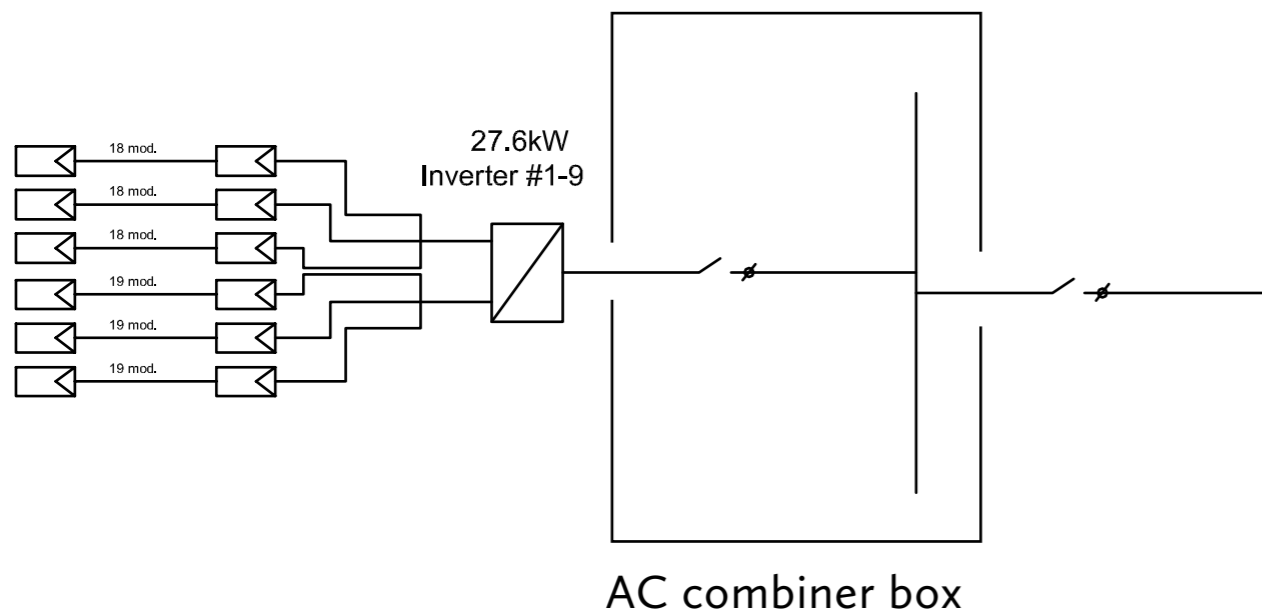 27.6kW
Inverter #1-9
18 mod.
18 mod.
18 mod.
19 mod.
19 mod.
19 mod.
AC combiner box